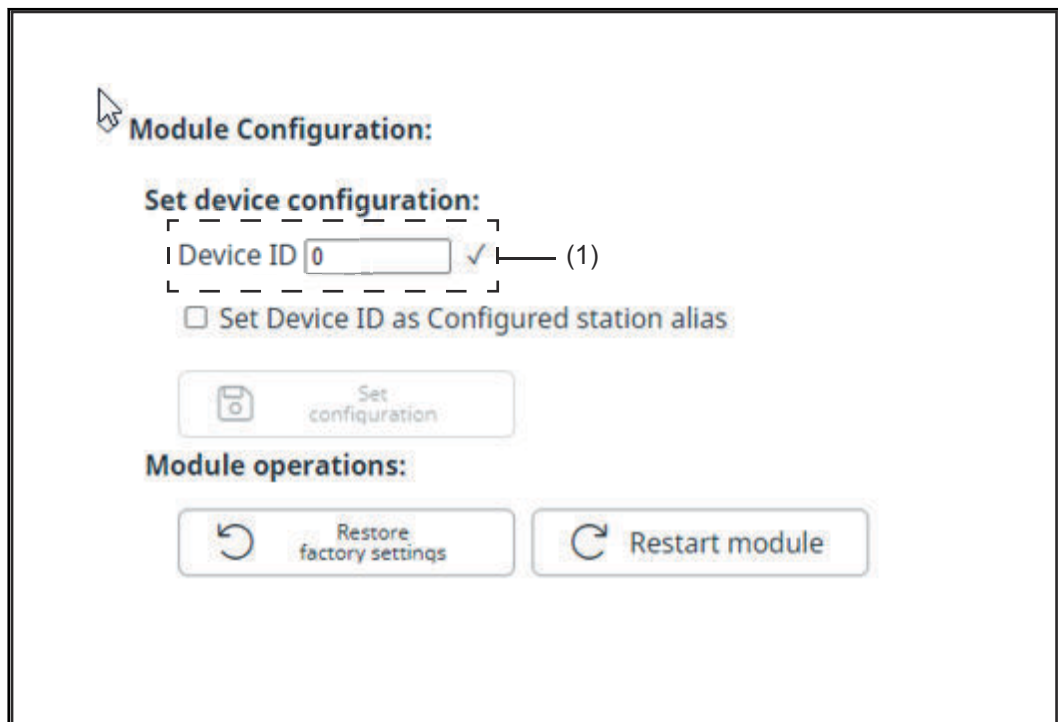 Module Configuration:
Set device configuration:
Device ID 0 ✓ (1)
Set Device ID as Configured station alias
Set
configuration
Module operations:
Restore
factory settings
Restart module